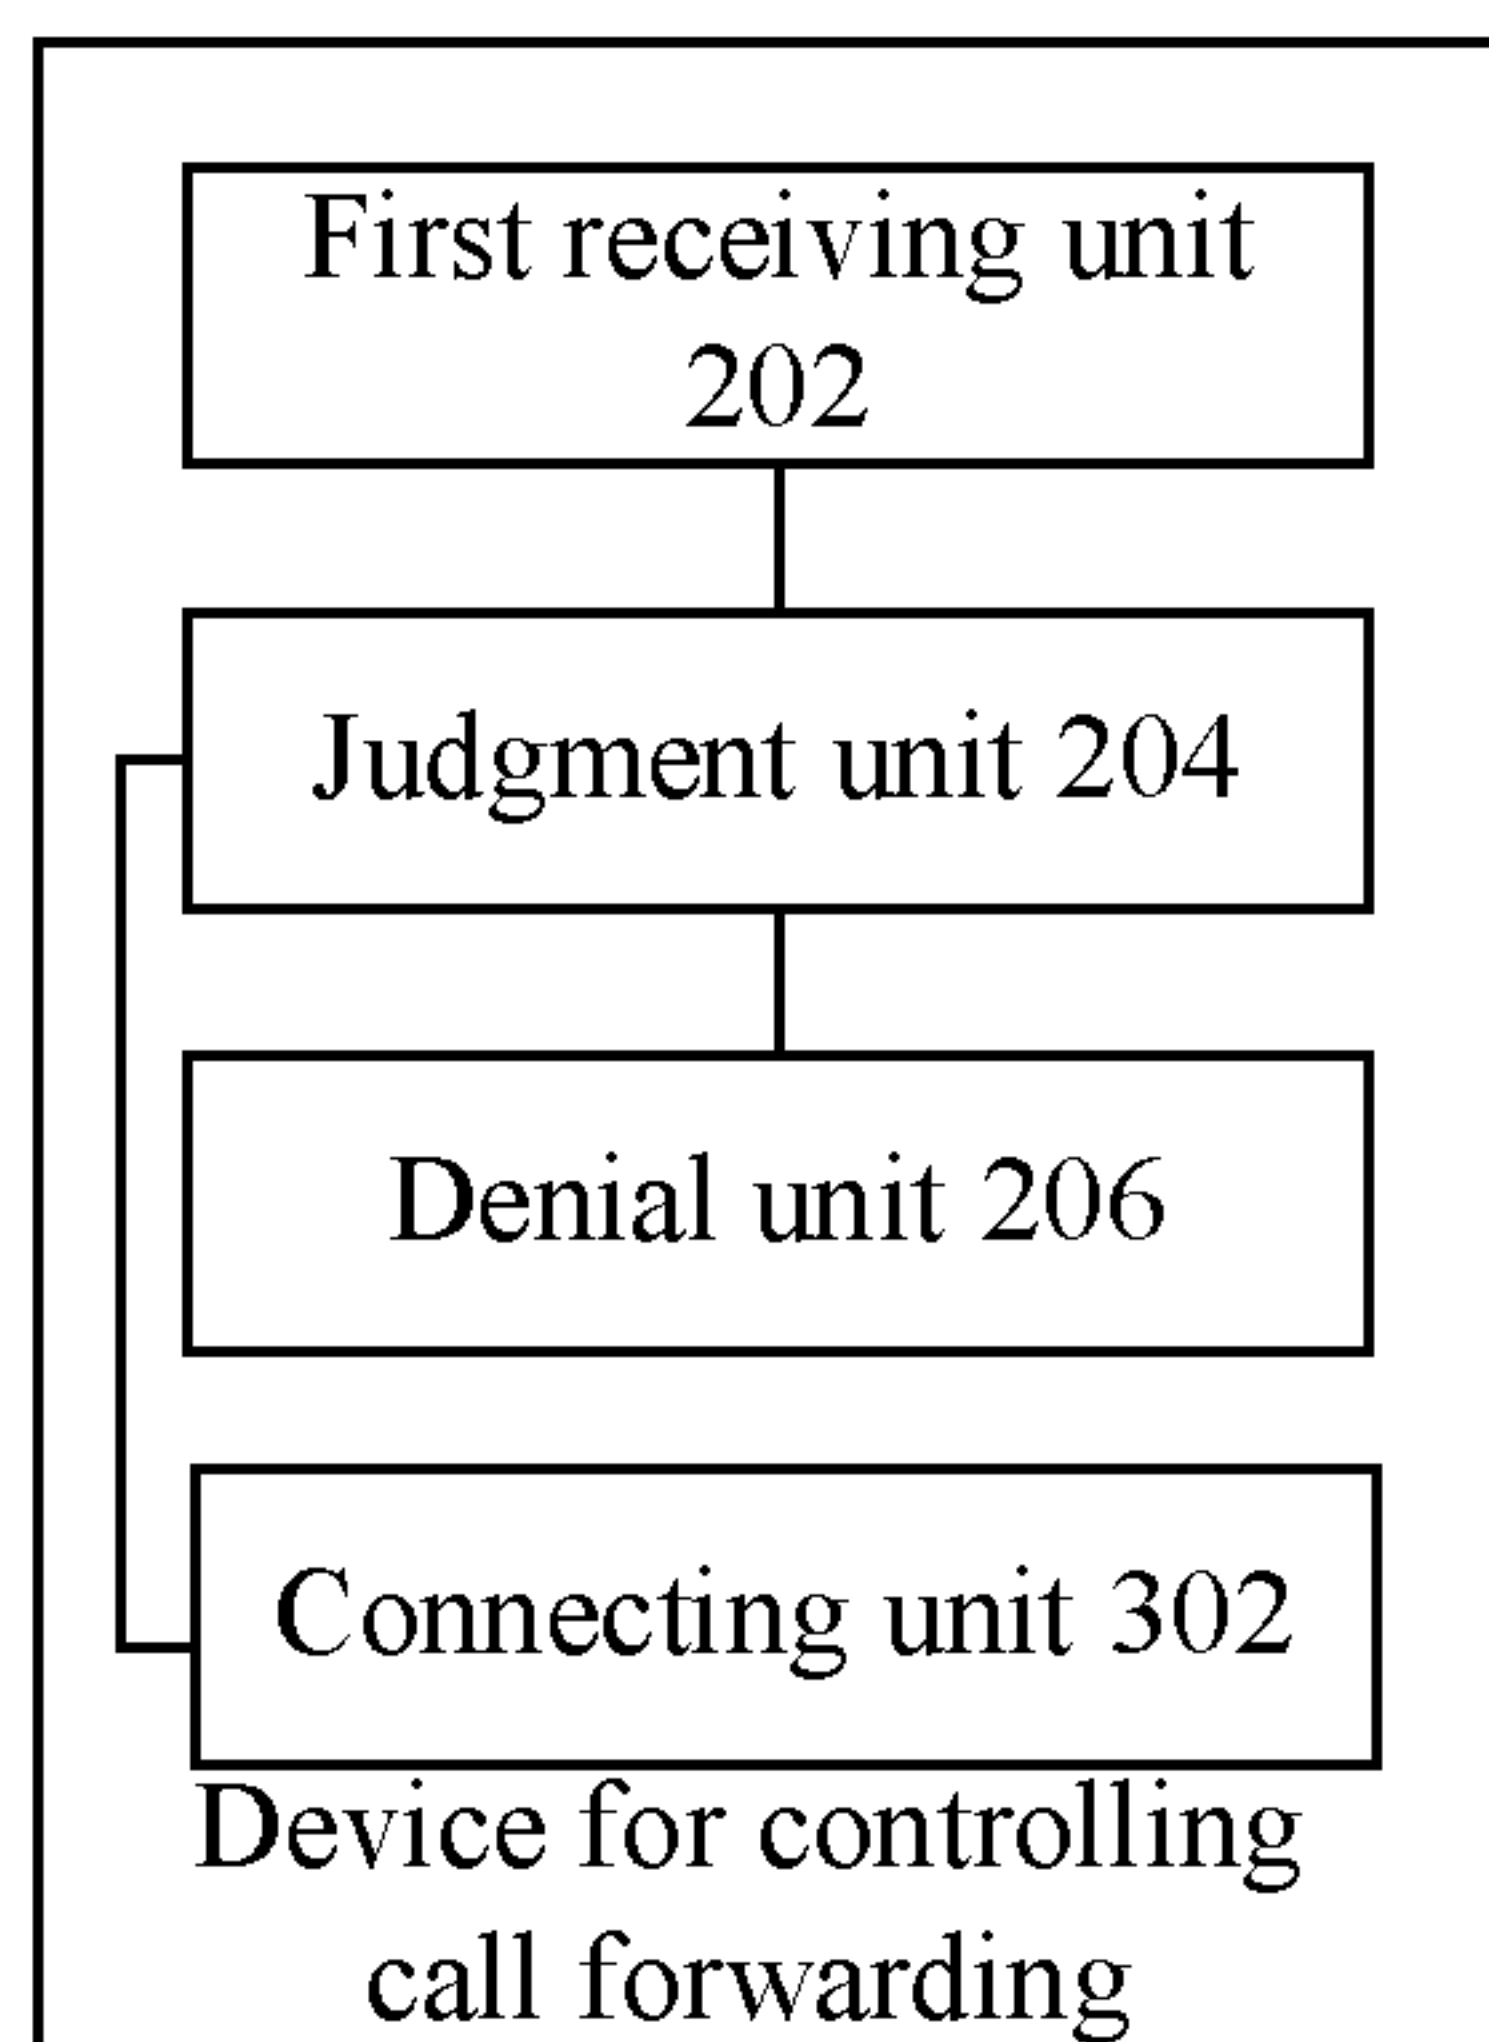 First receiving unit
202
Judgment unit 204
Denial unit 206
Connecting unit 302
Device for controlling
call forwarding